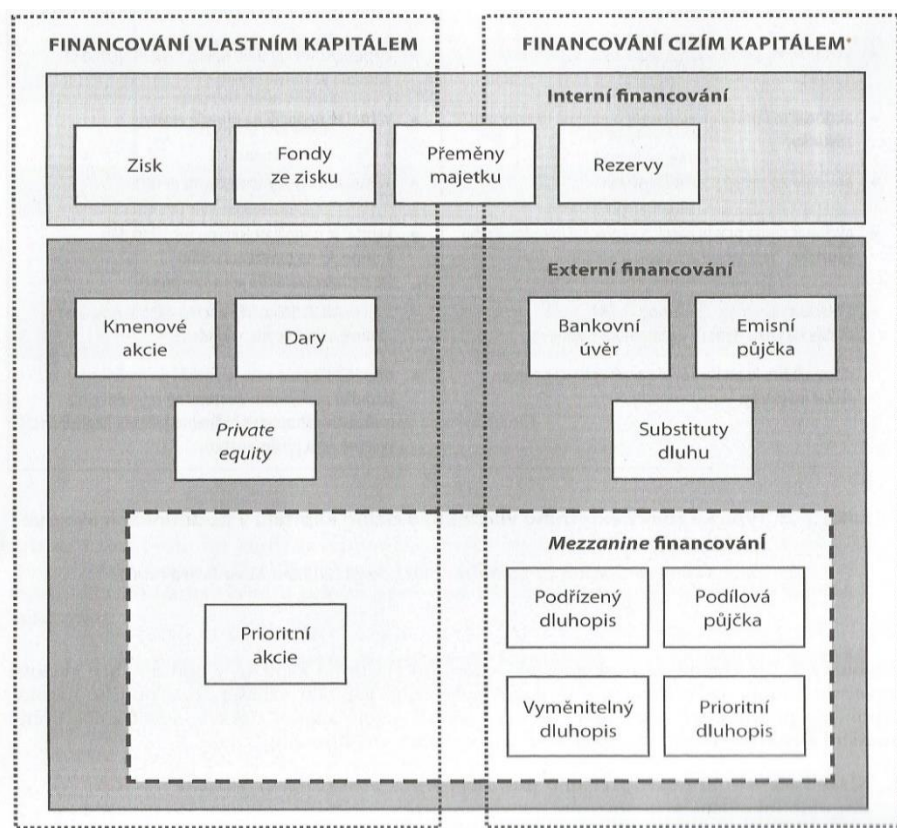 FINANCOVÁNÍ VLASTNÍM KAPITÁLEM
FINANCOVÁNÍ CIZÍM KAPITÁLEM
Interní financování
Zisk
Fondy
ze zisku
Přeměny
majetku
Rezervy
Externí financování
Kmenové
akcie
Dary
Bankovní
úvěr
Emisní
půjčka
Private
equity
Substituty
dluhu
Mezzanine financování
Prioritní
akcie
Podřízený
dluhopis
Podílová
půjčka
Vyměnitelný
dluhopis
Prioritní
dluhopis